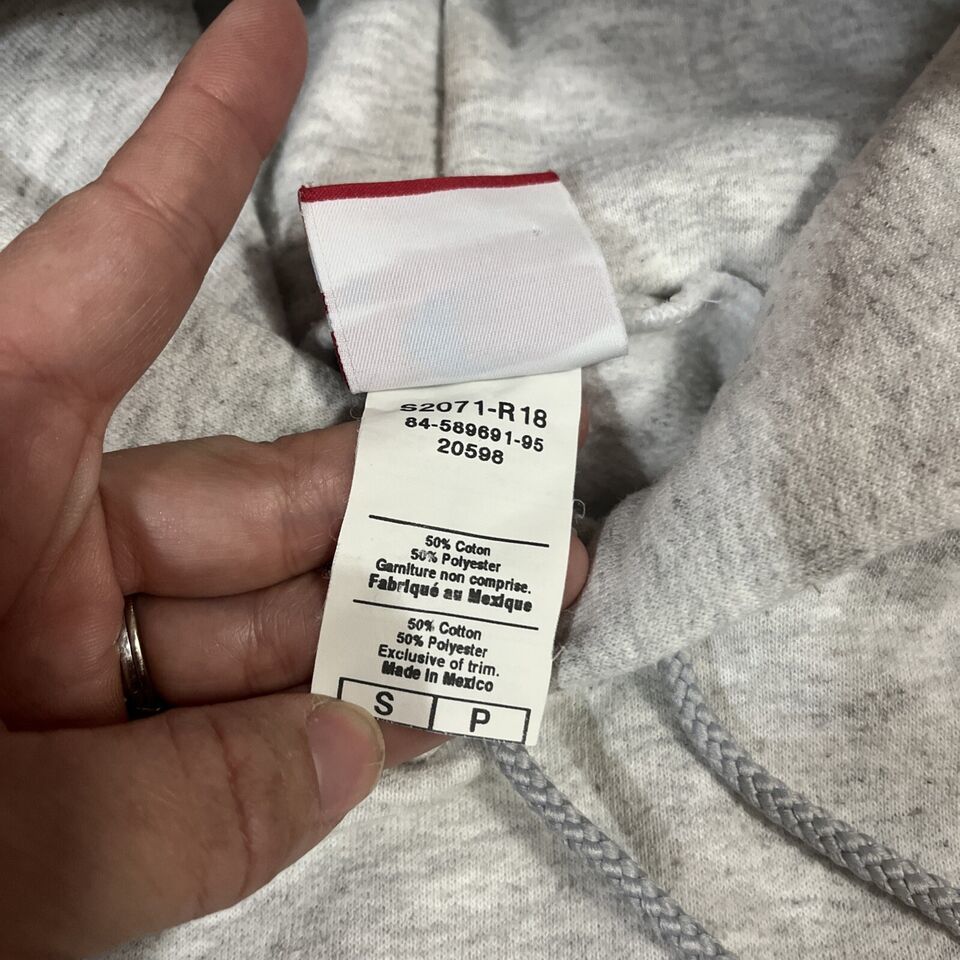 S2071-R18
84-589691-95
20598
50% Coton
50% Polyester
Garniture non comprise.
Fabriqué au Mexique
50% Cotton
50% Polyester
Exclusive of trim.
Made in Mexico
S P